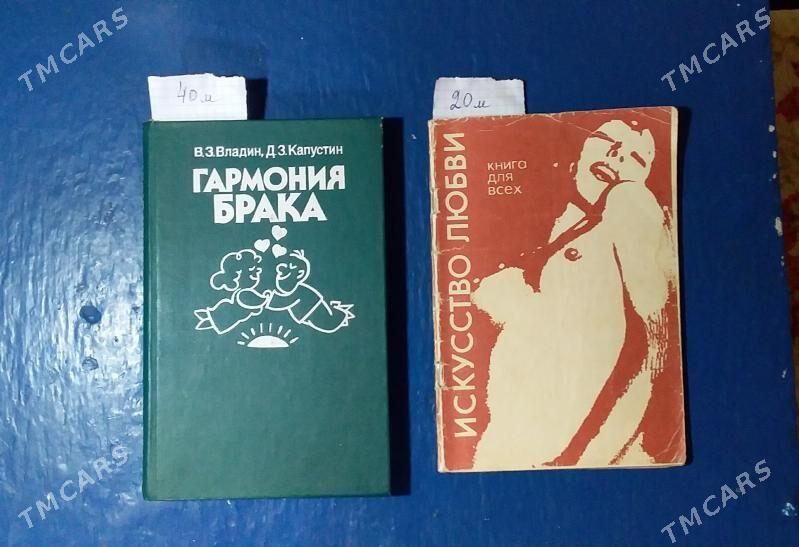 TMCARS
TMCARS
40м
20м
В.З.Владин, Д.З.Капустин
ГАРМОНИЯ
БРАКА
ИСКУССТВО ЛЮБВИ
книга
для
всех
TMCARS
TMCARS